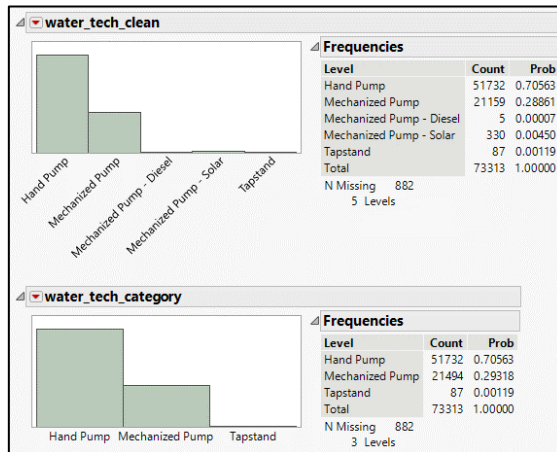 water_tech_clean
Hand Pump
Mechanized Pump
Mechanized Pump - Diesel
Mechanized Pump - Solar
Tapstand
Frequencies
Level Count Prob
Hand Pump 51732 0.70563
Mechanized Pump 21159 0.28861
Mechanized Pump - Diesel 5 0.00007
Mechanized Pump - Solar 330 0.00450
Tapstand 87 0.00119
Total 73313 1.00000
N Missing 882
5 Levels
water_tech_category
Hand Pump Mechanized Pump Tapstand
Frequencies
Level Count Prob
Hand Pump 51732 0.70563
Mechanized Pump 21494 0.29318
Tapstand 87 0.00119
Total 73313 1.00000
N Missing 882
3 Levels